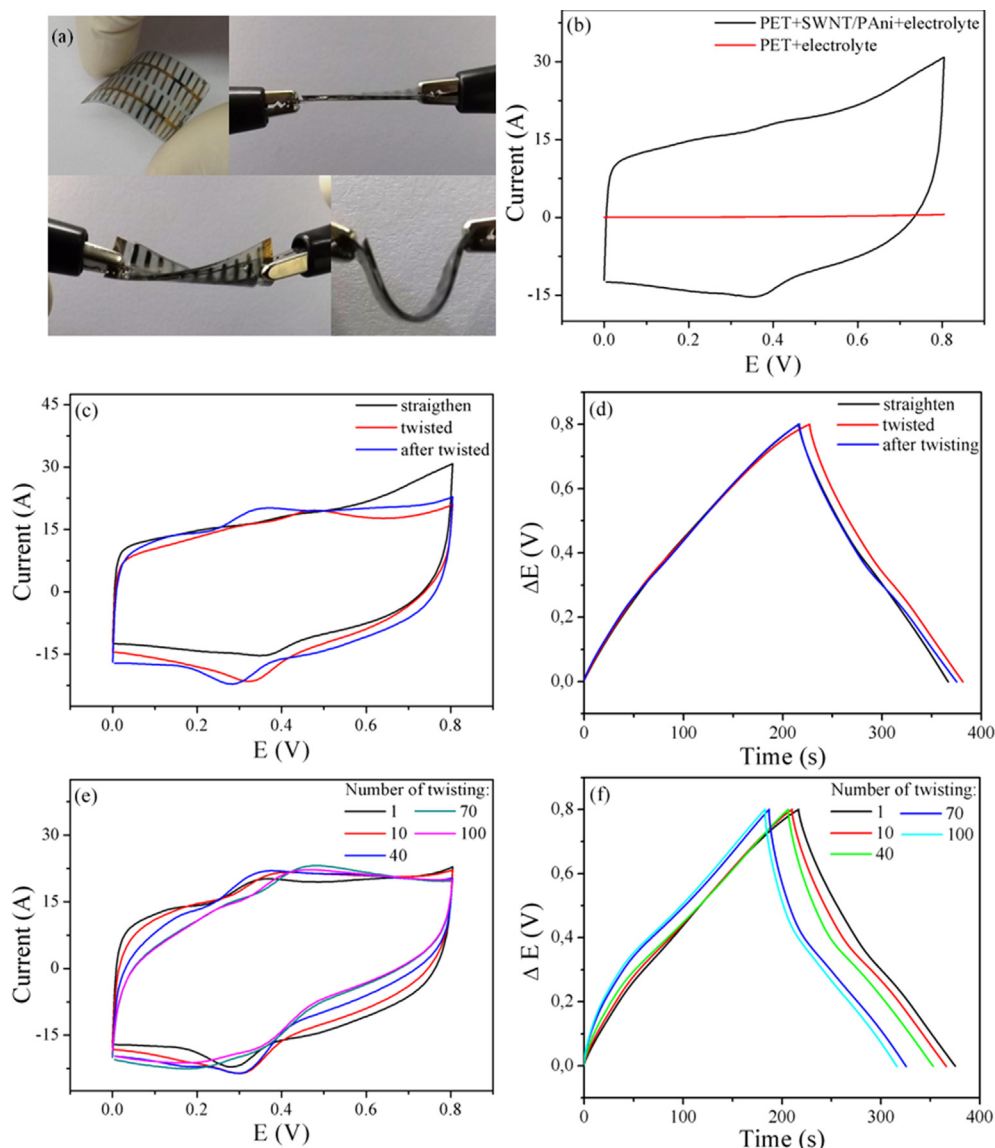 (a)
(b)
PET+SWNT/PAni+electrolyte
PET+electrolyte
30
15
0
-15
Current (A)
0.0 0.2 0.4 0.6 0.8
E (V)
(c)
straigthen
twisted
after twisted
45
30
15
0
-15
Current (A)
0.0 0.2 0.4 0.6 0.8
E (V)
(d)
straighten
twisted
after twisting
0,8
0,6
0,4
0,2
0,0
ΔE (V)
0 100 200 300 400
Time (s)
(e)
Number of twisting:
1 70
10 100
40
30
15
0
-15
Current (A)
0.0 0.2 0.4 0.6 0.8
E (V)
(f)
Number of twisting:
1 70
10 100
40
0,8
0,6
0,4
0,2
0,0
Δ E (V)
0 100 200 300 400
Time (s)